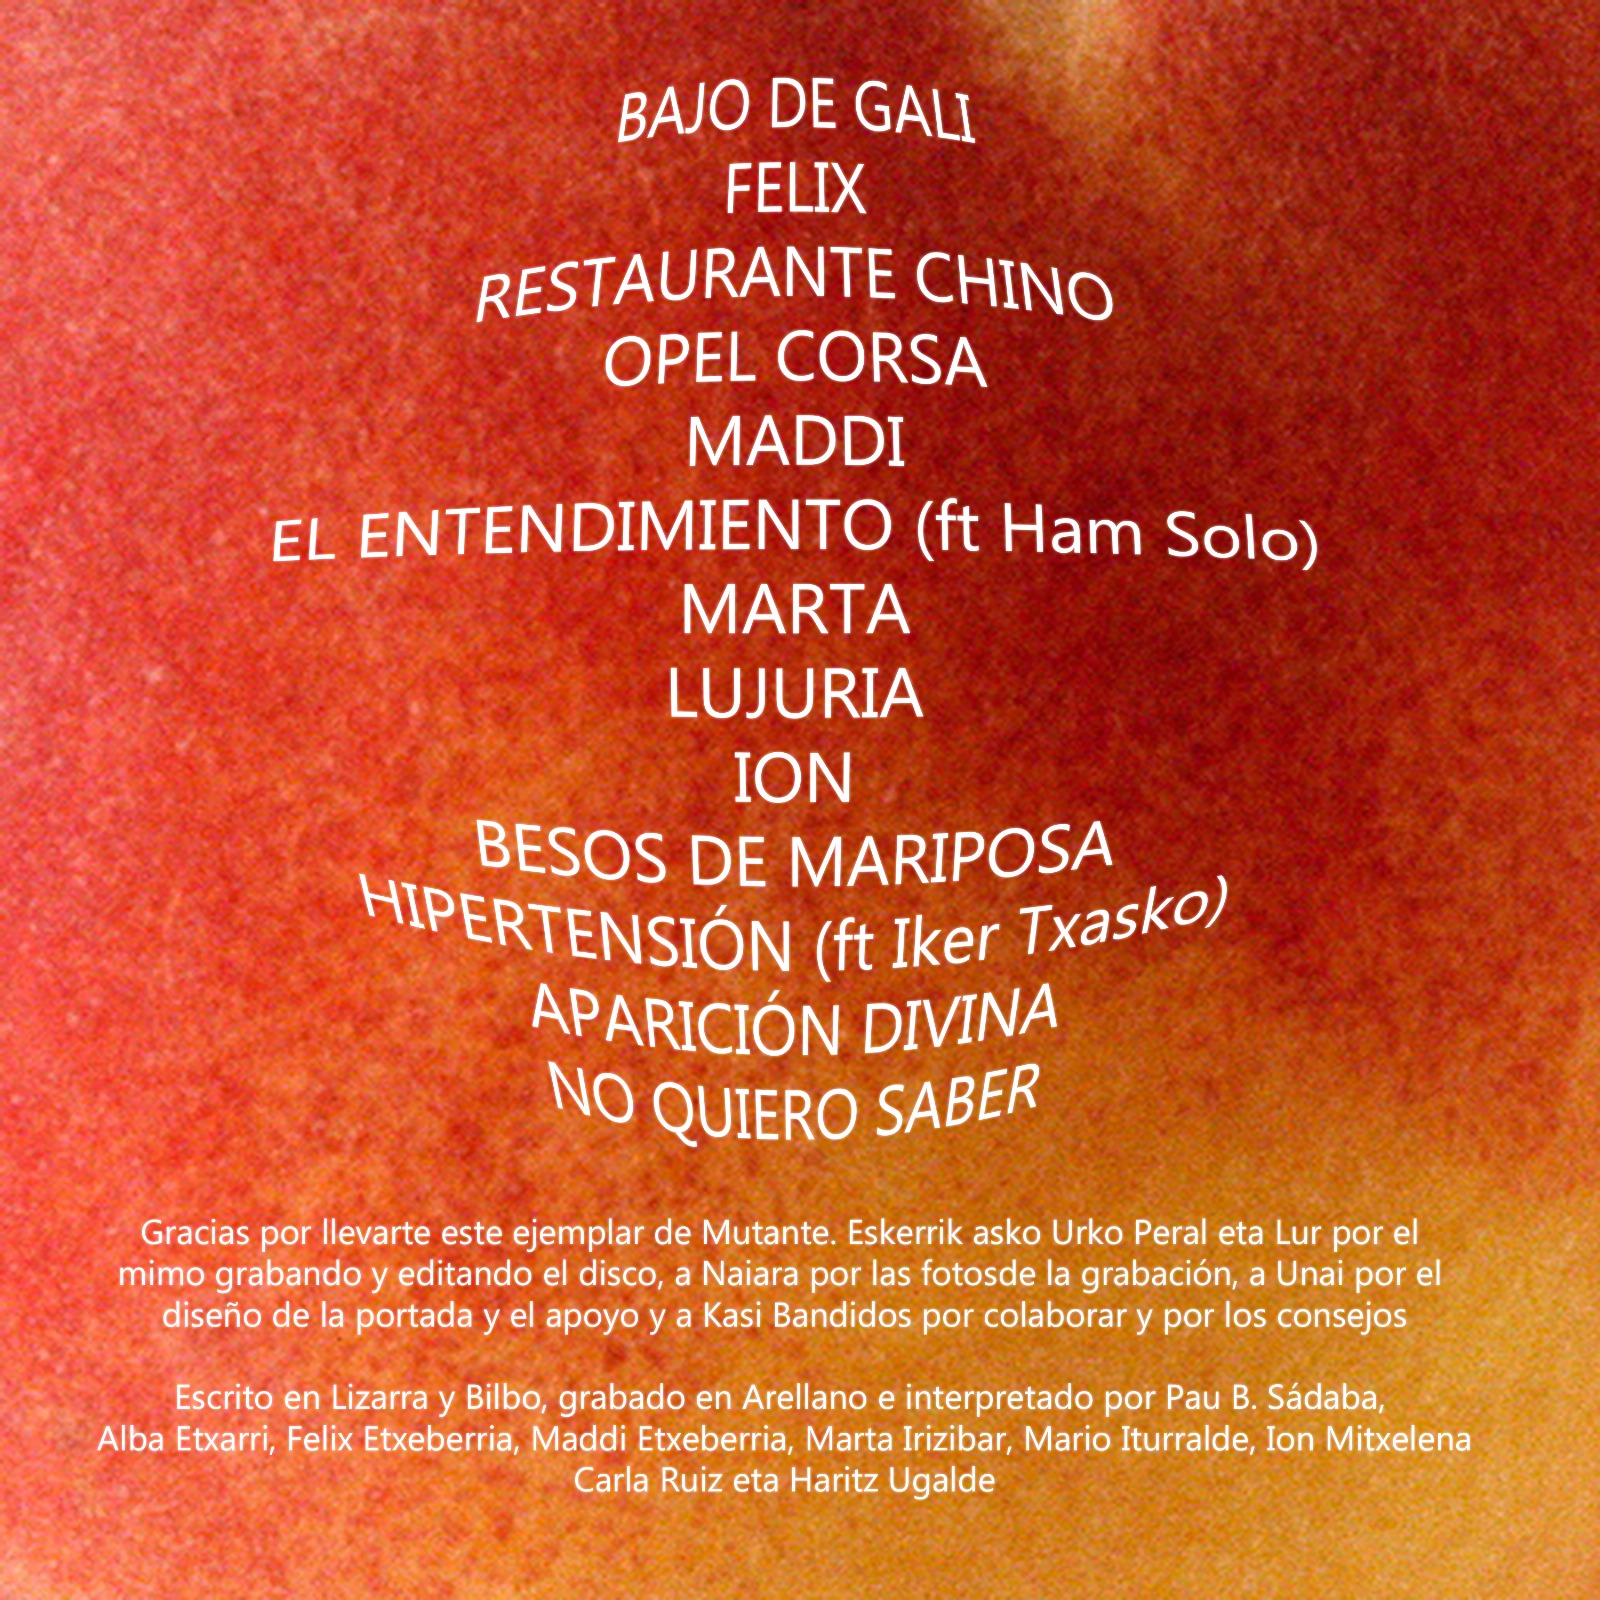 BAJO DE GALI
FELIX
RESTAURANTE CHINO
OPEL CORSA
MADDI
EL ENTENDIMIENTO (ft Ham Solo)
MARTA
LUJURIA
ION
BESOS DE MARIPOSA
HIPERTENSIÓN (ft Iker Txasko)
APARICIÓN DIVINA
NO QUIERO SABER
Gracias por llevarte este ejemplar de Mutante. Eskerrik asko Urko Peral eta Lur por el
mimo grabando y editando el disco, a Naiara por las fotosde la grabación, a Unai por el
diseño de la portada y el apoyo y a Kasi Bandidos por colaborar y por los consejos
Escrito en Lizarra y Bilbo, grabado en Arellano e interpretado por Pau B. Sádaba,
Alba Etxarri, Felix Etxeberria, Maddi Etxeberria, Marta Irizibar, Mario Iturralde, Ion Mitxelena
Carla Ruiz eta Haritz Ugalde